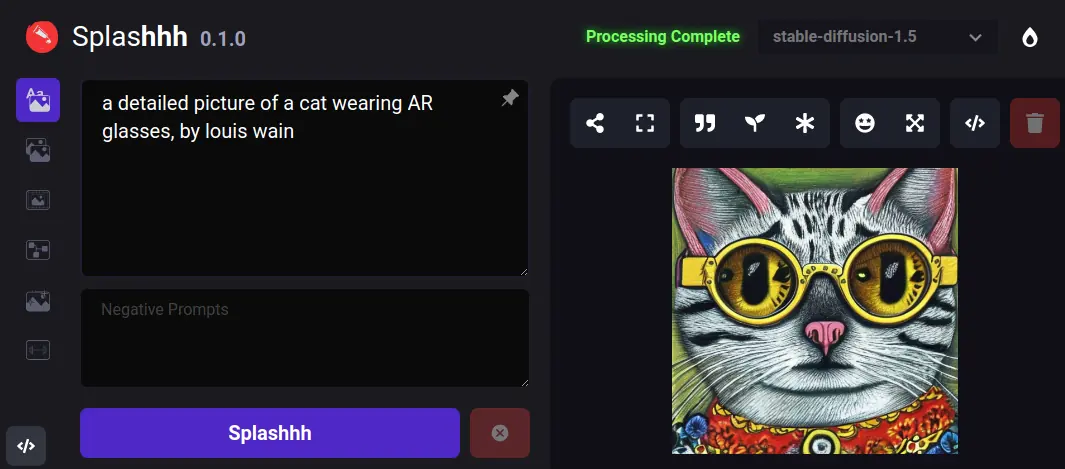 Splashhh 0.1.0
Processing Complete
stable-diffusion-1.5
a detailed picture of a cat wearing AR
glasses, by louis wain
Negative Prompts
Splashhh